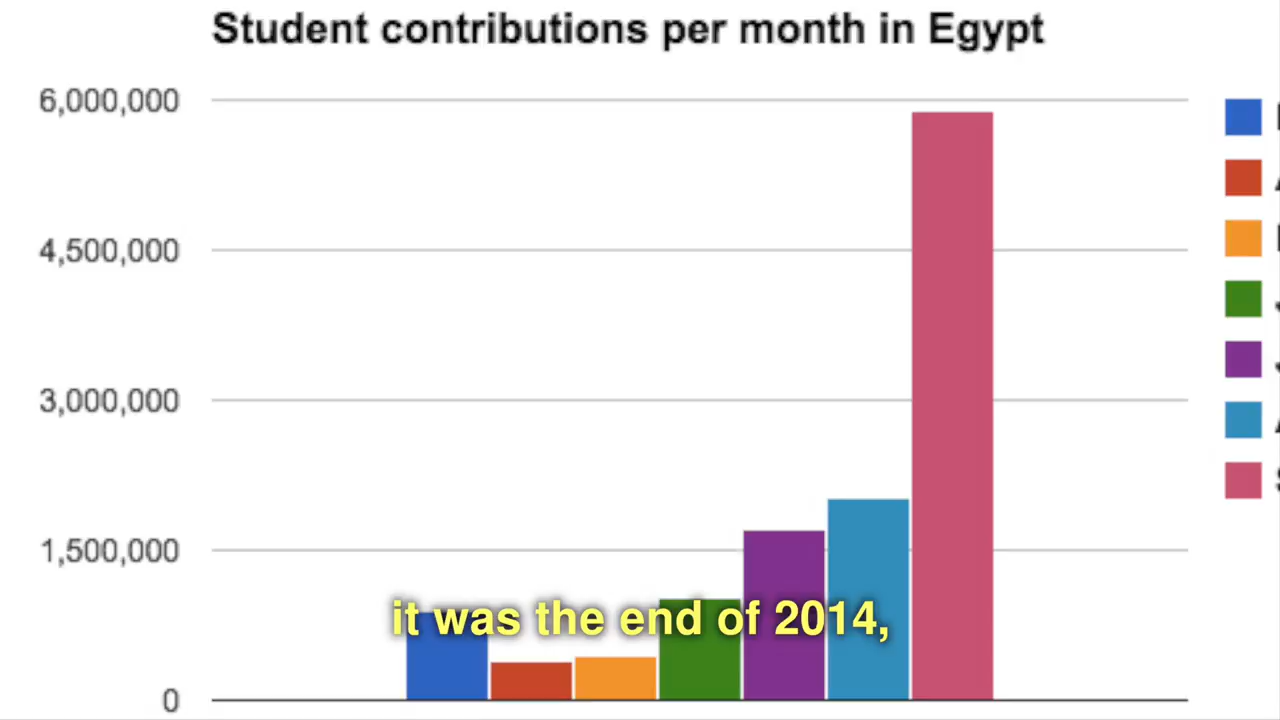 Student contributions per month in Egypt
6,000,000
4,500,000
3,000,000
1,500,000
0
it was the end of 2014,